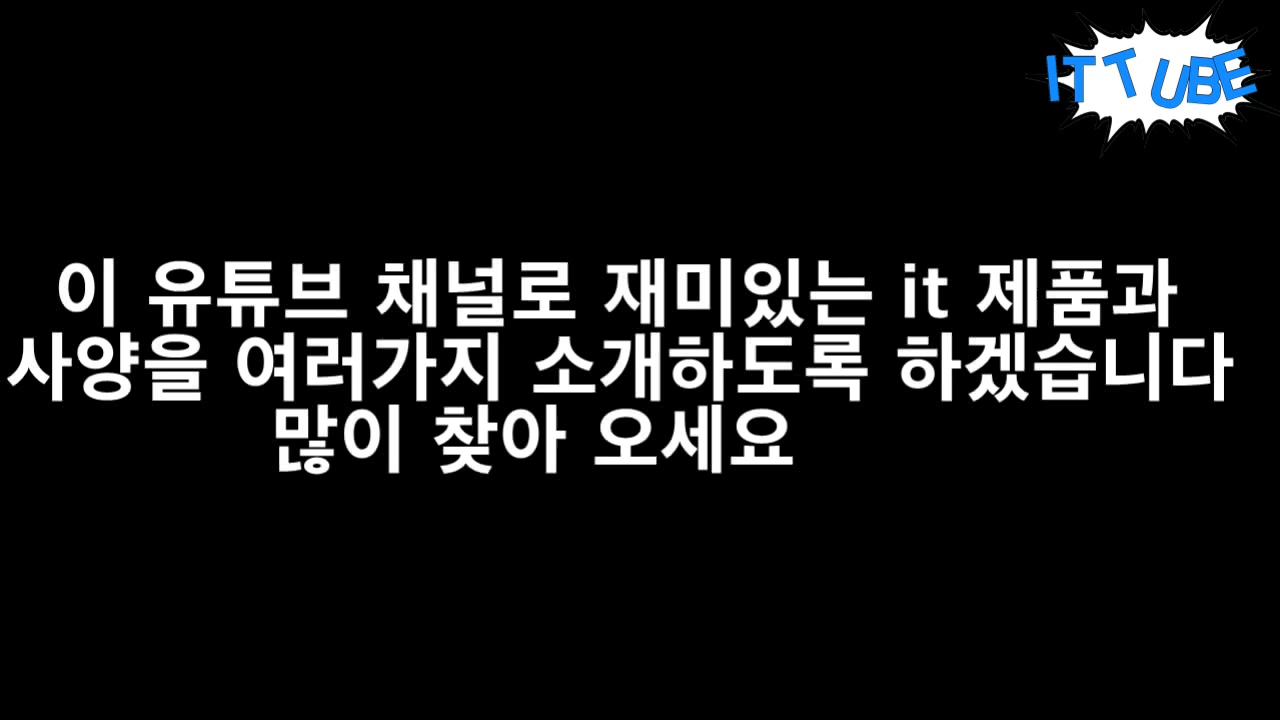 IT TUBE
이 유튜브 채널로 재미있는 it 제품과
사양을 여러가지 소개하도록 하겠습니다
많이 찾아 오세요